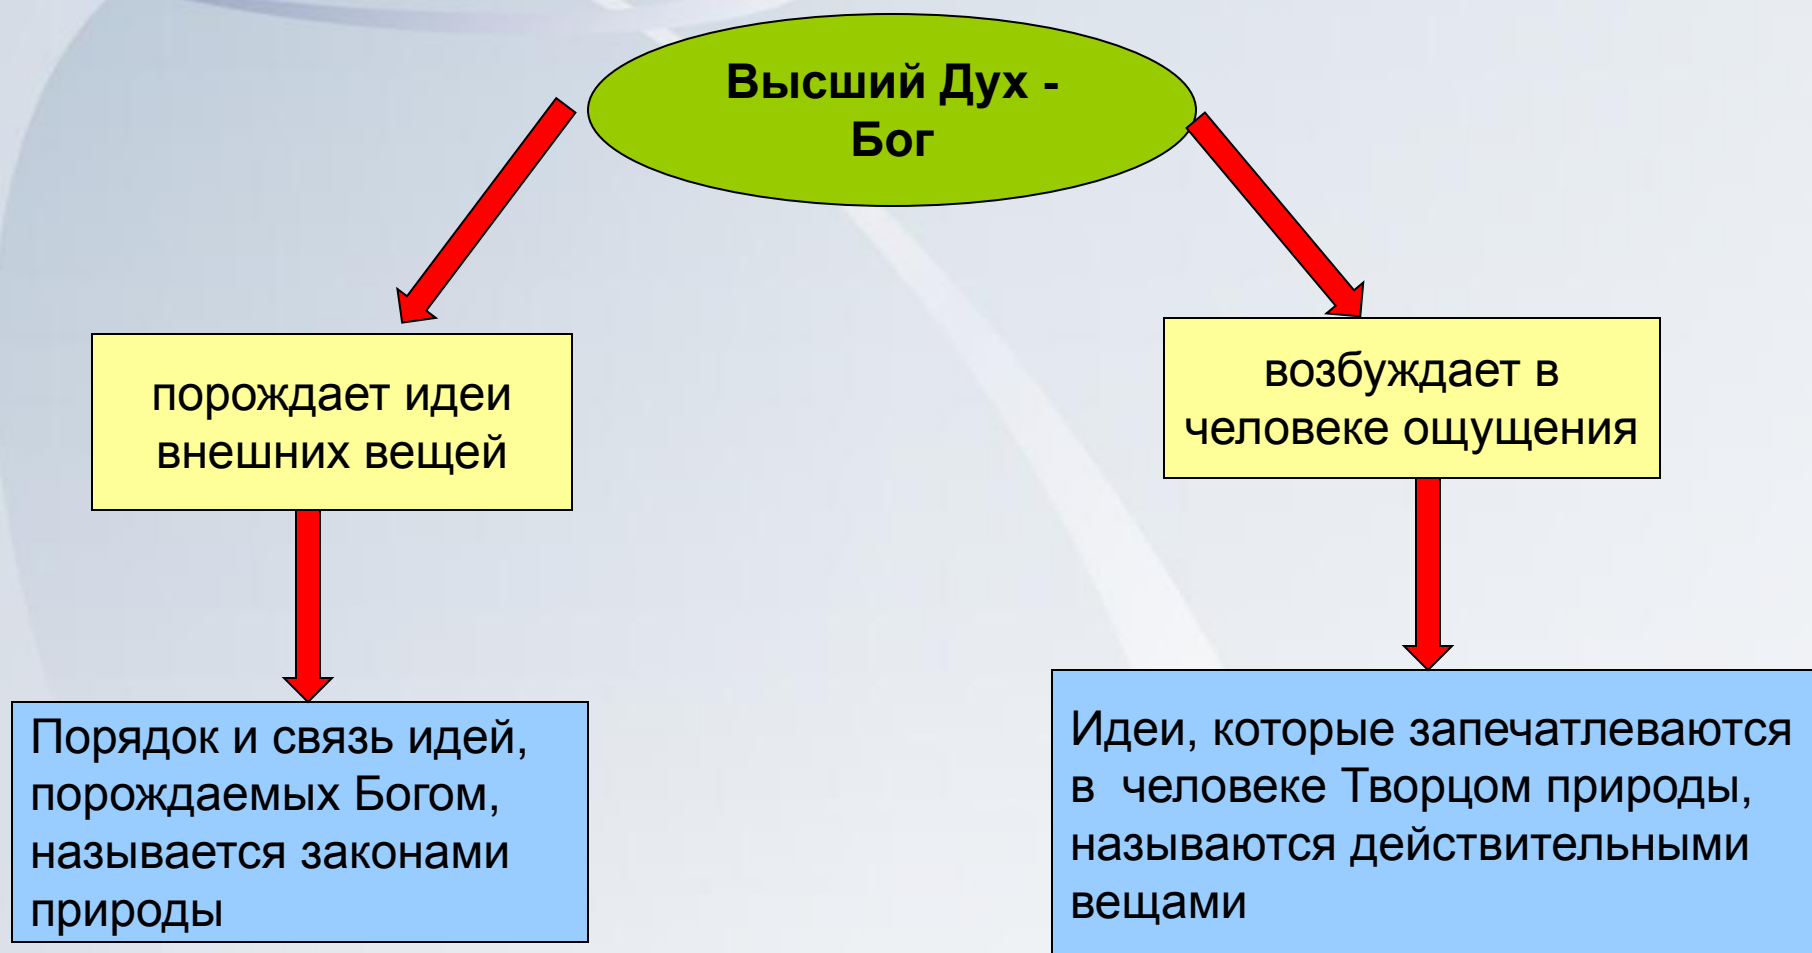 Высший Дух -
Бог
порождает идеи
внешних вещей
возбуждает в
человеке ощущения
Порядок и связь идей,
порождаемых Богом,
называется законами
природы
Идеи, которые запечатлеваются
в  человеке Творцом природы,
называются действительными
вещами